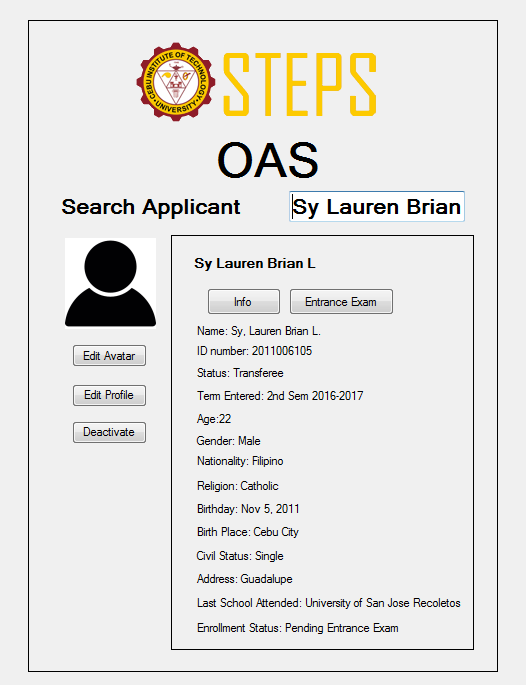 CEBU INSTITUTE OF TECHNOLOGY
UNIVERSITY
STEPS
OAS
Search Applicant
Sy Lauren Brian
Sy Lauren Brian L
Info
Entrance Exam
Name: Sy, Lauren Brian L.
Edit Avatar
ID number: 2011006105
Status: Transferee
Edit Profile
Term Entered: 2nd Sem 2016-2017
Age:22
Deactivate
Gender: Male
Nationality: Filipino
Religion: Catholic
Birthday: Nov 5, 2011
Birth Place: Cebu City
Civil Status: Single
Address: Guadalupe
Last School Attended: University of San Jose Recoletos
Enrollment Status: Pending Entrance Exam